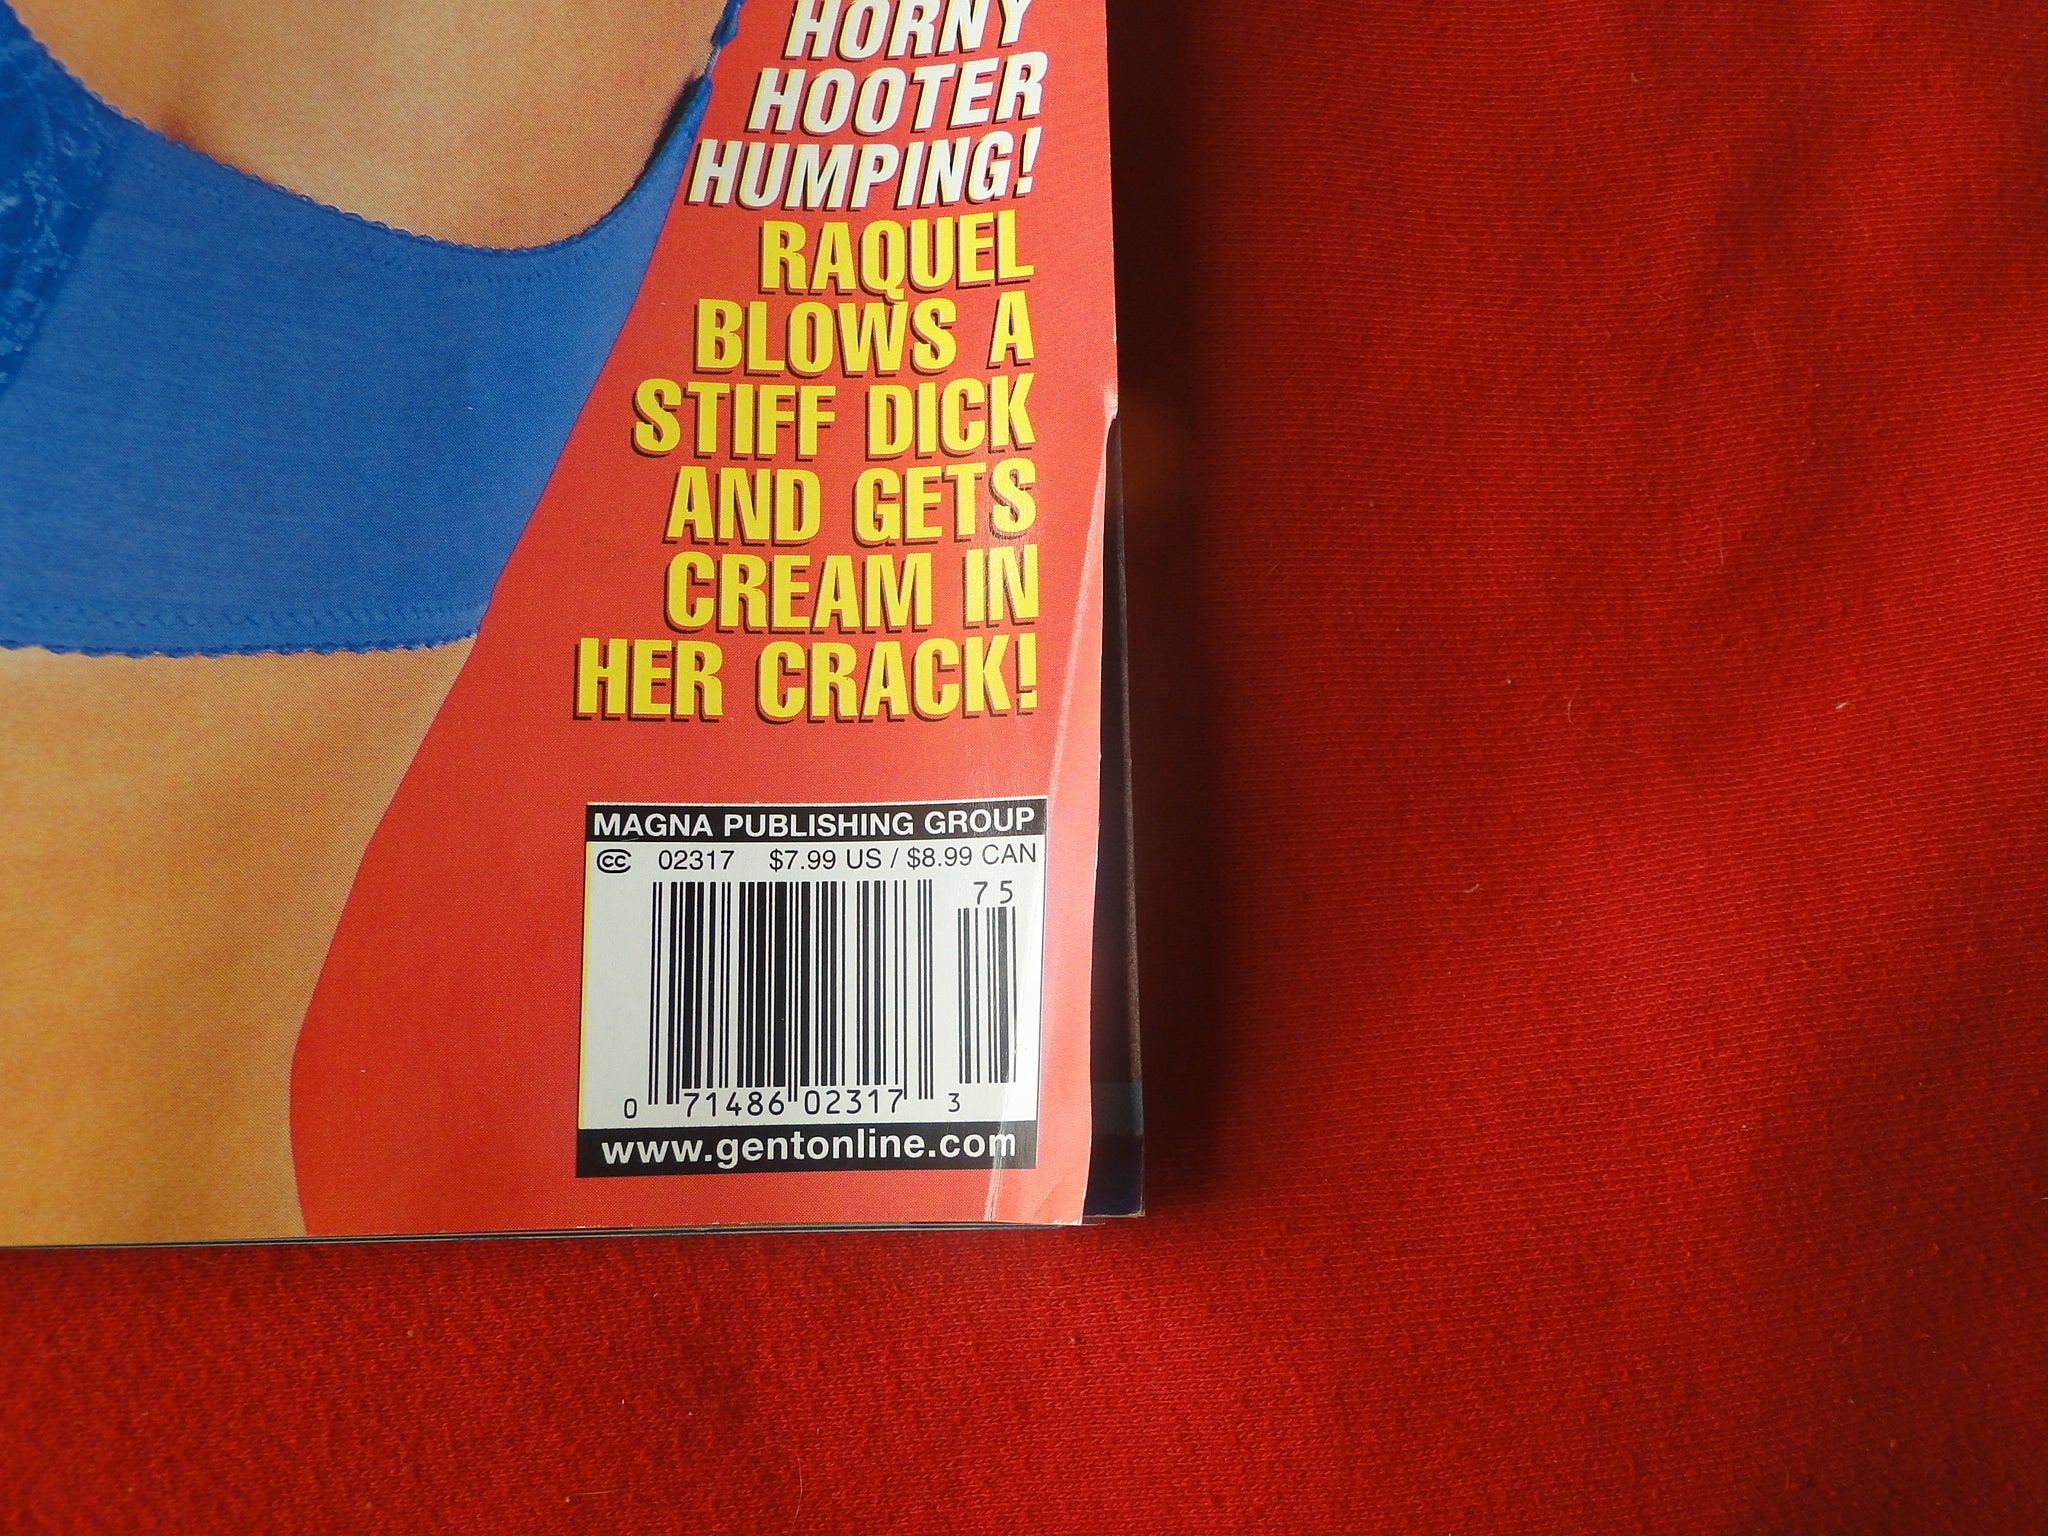 HORNY
HOOTER
HUMPING!
RAQUEL
BLOWS A
STIFF DICK
AND GETS
CREAM IN
HER CRACK!
MAGNA PUBLISHING GROUP
CC 02317 $7.99 US / $8.99 CAN
75
0 71486 02317 3
www.gentonline.com